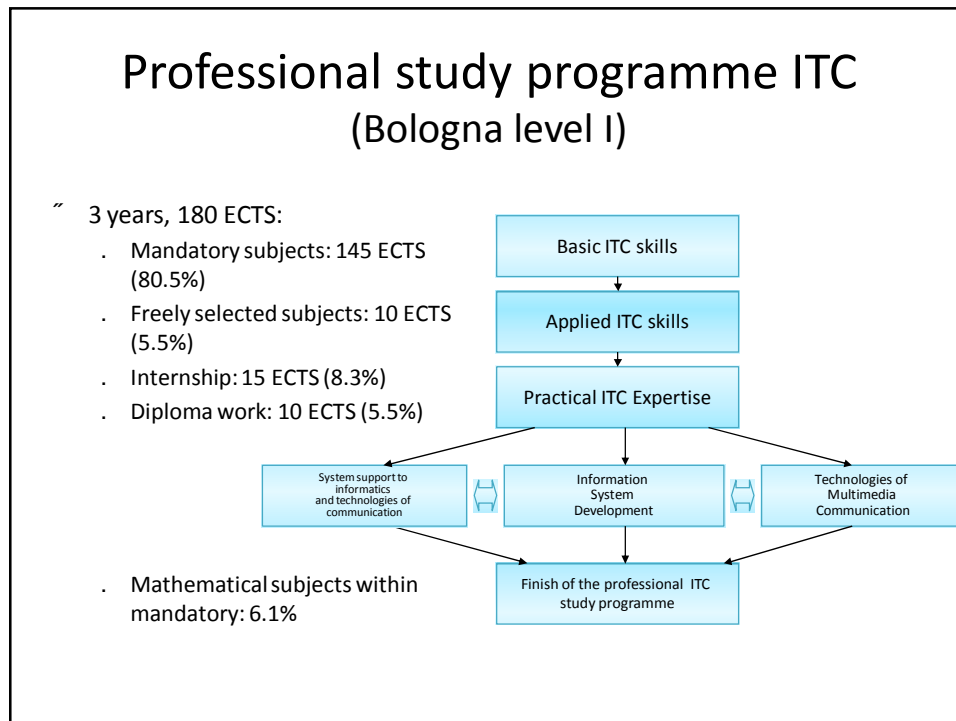 Professional study programme ITC
(Bologna level I)
˝ 3 years, 180 ECTS:
. Mandatory subjects: 145 ECTS
(80.5%)
. Freely selected subjects: 10 ECTS
(5.5%)
. Internship: 15 ECTS (8.3%)
. Diploma work: 10 ECTS (5.5%)
. Mathematical subjects within
mandatory: 6.1%
Basic ITC skills
Applied ITC skills
Practical ITC Expertise
System support to
informatics
and technologies of
communication
Information
System
Development
Technologies of
Multimedia
Communication
Finish of the professional ITC
study programme